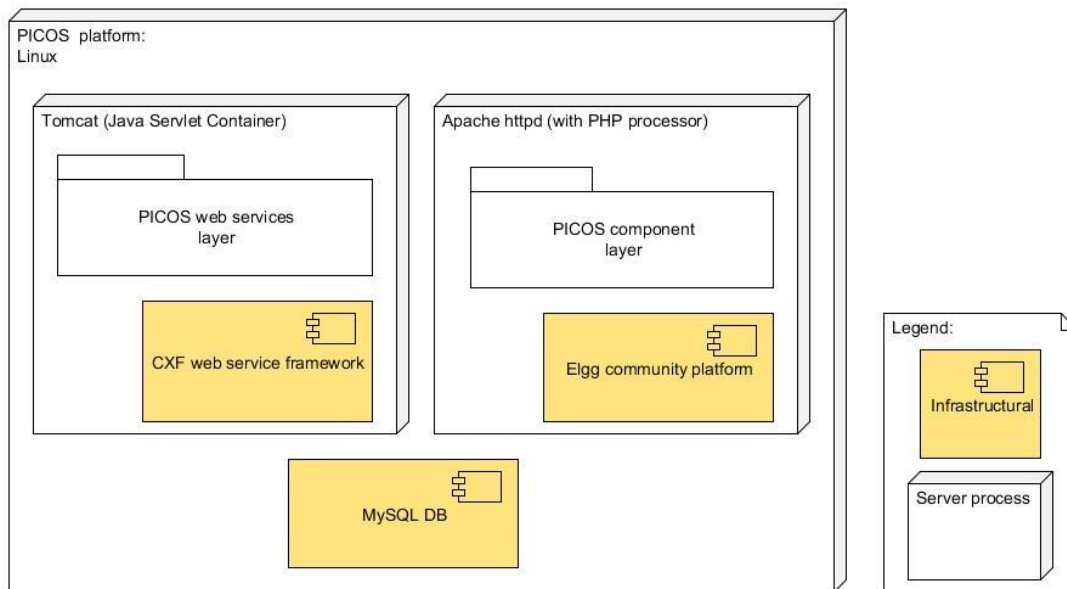 PICOS platform:
Linux
Tomcat (Java Servlet Container)
PICOS web services
layer
CXF web service framework
Apache httpd (with PHP processor)
PICOS component
layer
Elgg community platform
MySQL DB
Legend:
Infrastructural
Server process